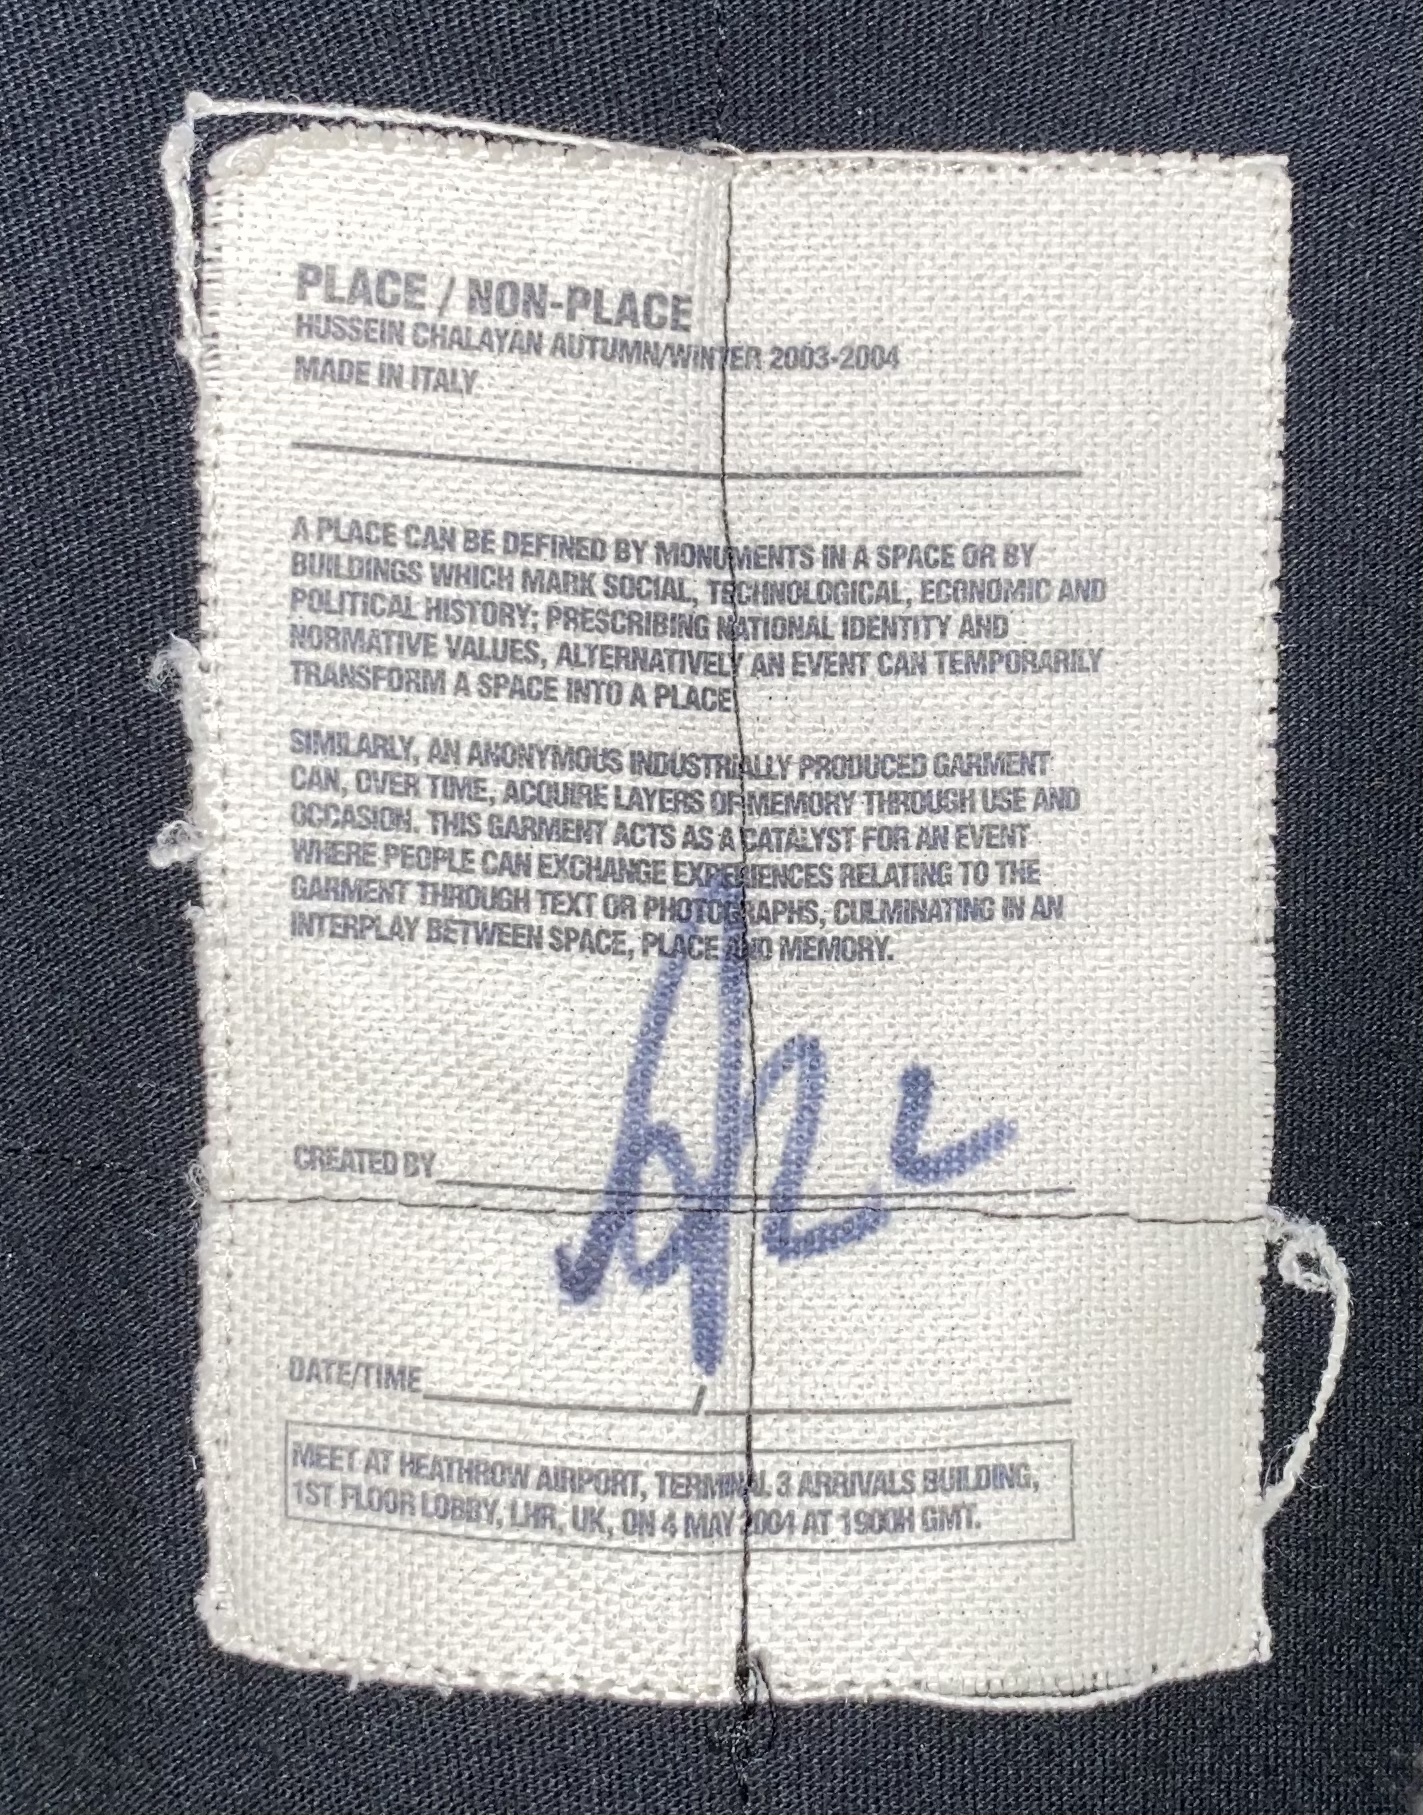 PLACE / NON-PLACE
HUSSEIN CHALAYAN AUTUMN/WINTER 2003-2004
MADE IN ITALY
A PLACE CAN BE DEFINED BY MONUMENTS IN A SPACE OR BY
BUILDINGS WHICH MARK SOCIAL, TECHNOLOGICAL, ECONOMIC AND
POLITICAL HISTORY; PRESCRIBING NATIONAL IDENTITY AND
NORMATIVE VALUES, ALTERNATIVELY AN EVENT CAN TEMPORARILY
TRANSFORM A SPACE INTO A PLACE
SIMILARLY, AN ANONYMOUS INDUSTRIALLY PRODUCED GARMENT
CAN, OVER TIME, ACQUIRE LAYERS OF MEMORY THROUGH USE AND
OCCASION. THIS GARMENT ACTS AS A CATALYST FOR AN EVENT
WHERE PEOPLE CAN EXCHANGE EXPERIENCES RELATING TO THE
GARMENT THROUGH TEXT OR PHOTOGRAPHS, CULMINATING IN AN
INTERPLAY BETWEEN SPACE, PLACE AND MEMORY.
CREATED BY
DATE/TIME /
MEET AT HEATHROW AIRPORT, TERMINAL 3 ARRIVALS BUILDING,
1ST FLOOR LOBBY, LHR, UK, ON 4 MAY 2004 AT 1900H GMT.